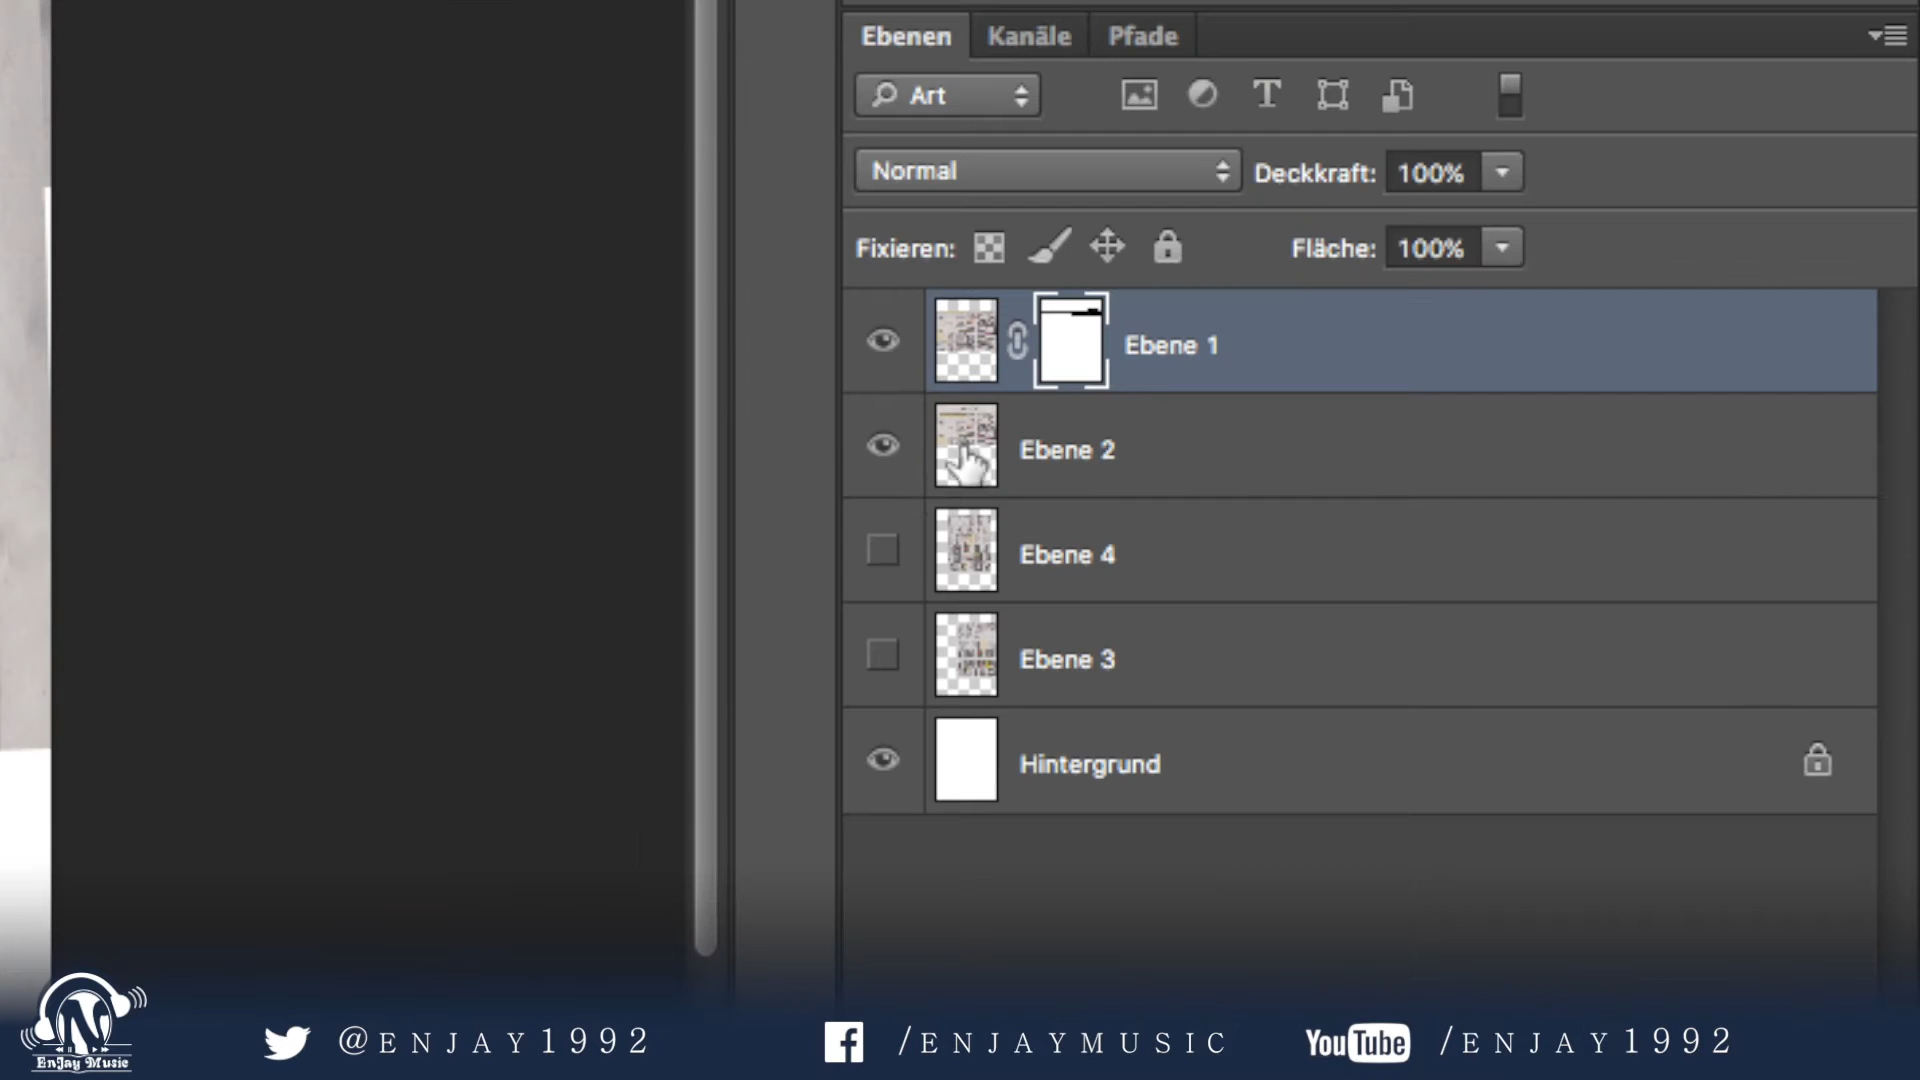 Ebenen Kanäle Pfade
Art T
Normal Deckkraft: 100%
Fixieren: Fläche: 100%
Ebene 1
Ebene 2
Ebene 4
Ebene 3
Hintergrund
EnJay Music @ENJAY1992 /ENJAYMUSIC YouTube /ENJAY1992